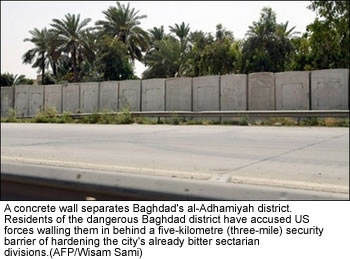 A concrete wall separates Baghdad's al-Adhamiyah district.
Residents of the dangerous Baghdad district have accused US
forces walling them in behind a five-kilometre (three-mile) security
barrier of hardening the city's already bitter sectarian
divisions.(AFP/Wisam Sami)